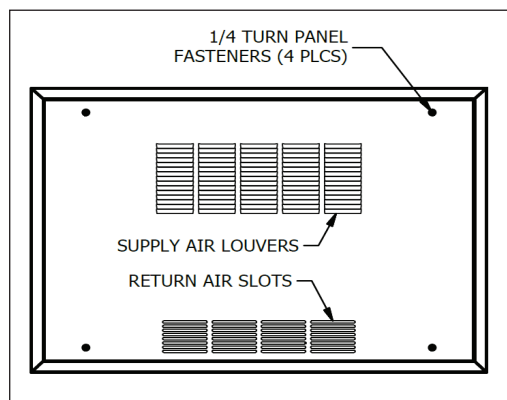 1/4 TURN PANEL
FASTENERS (4 PLCS)
SUPPLY AIR LOUVERS
RETURN AIR SLOTS